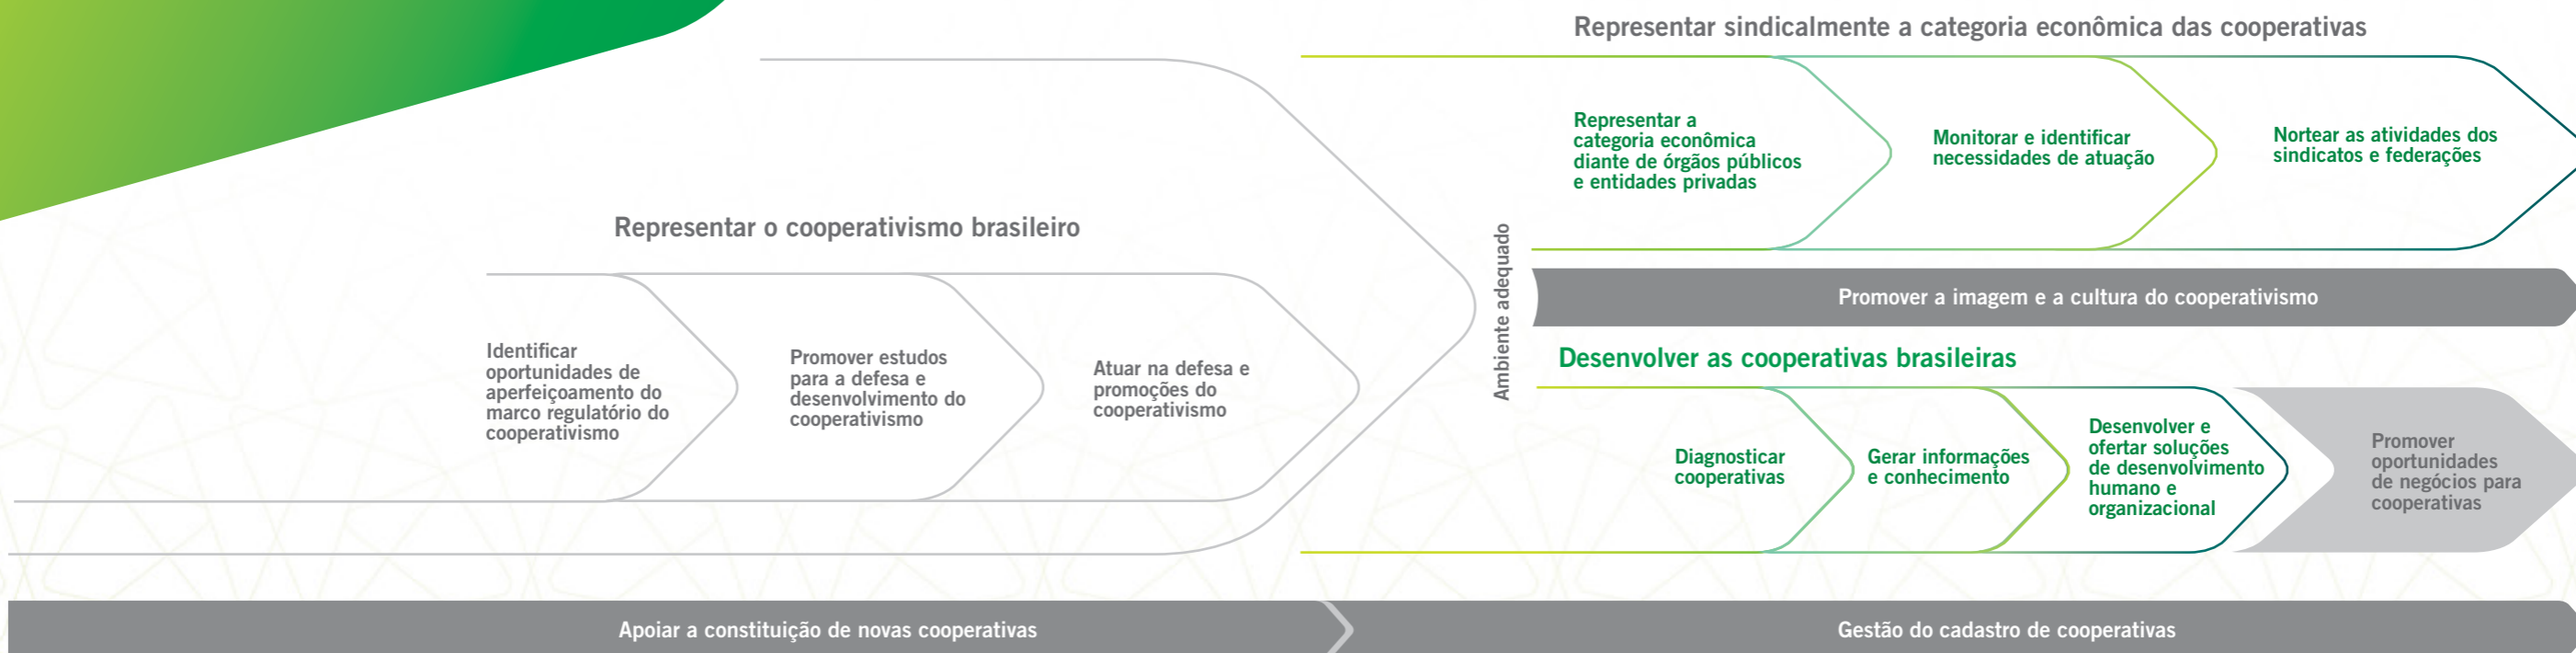 Representar o cooperativismo brasileiro
Identificar
oportunidades de
aperfeiçoamento do
marco regulatório do
cooperativismo
Promover estudos
para a defesa e
desenvolvimento do
cooperativismo
Atuar na defesa e
promoções do
cooperativismo
Ambiente adequado
Representar sindicalmente a categoria econômica das cooperativas
Representar a
categoria econômica
diante de órgãos públicos
e entidades privadas
Monitorar e identificar
necessidades de atuação
Nortear as atividades dos
sindicatos e federações
Promover a imagem e a cultura do cooperativismo
Desenvolver as cooperativas brasileiras
Diagnosticar
cooperativas
Gerar informações
e conhecimento
Desenvolver e
ofertar soluções
de desenvolvimento
humano e
organizacional
Promover
oportunidades
de negócios para
cooperativas
Apoiar a constituição de novas cooperativas
Gestão do cadastro de cooperativas